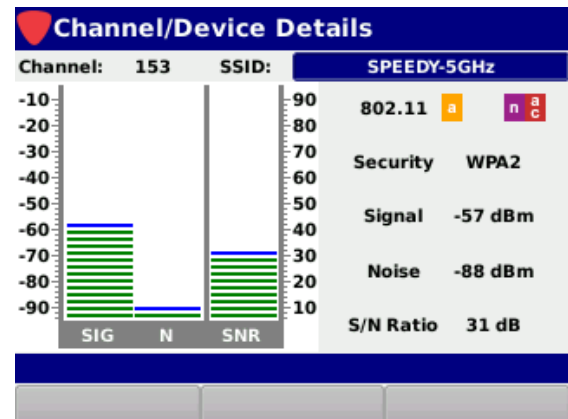 Channel/Device Details
Channel: 153 SSID: SPEEDY-5GHz
-10 90 802.11 a n ac
-20 80
-30 70 Security WPA2
-40 60
-50 50 Signal -57 dBm
-60 40
-70 30 Noise -88 dBm
-80 20
-90 10 S/N Ratio 31 dB
SIG N SNR